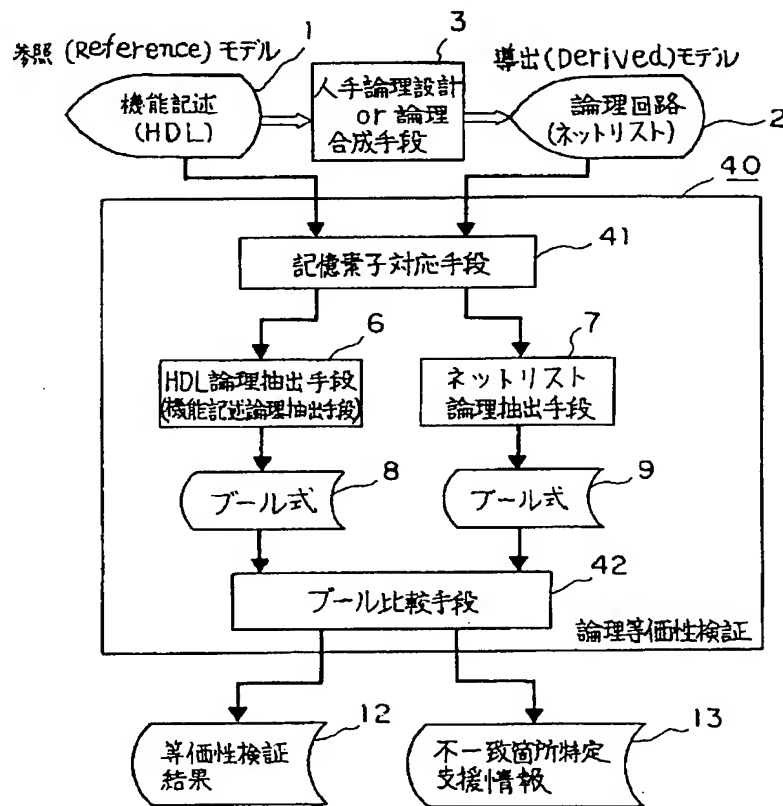 参照(Reference)モデル
1
3
導出(Derived)モデル
機能記述
(HDL)
人手論理設計
or 論理
合成手段
論理回路
(ネットリスト)
2
40
記憶素子対応手段
41
6
7
HDL論理抽出手段
(機能記述論理抽出手段)
ネットリスト
論理抽出手段
8
9
ブール式
ブール式
42
ブール比較手段
論理等価性検証
12
13
等価性検証
結果
不一致箇所特定
支援情報